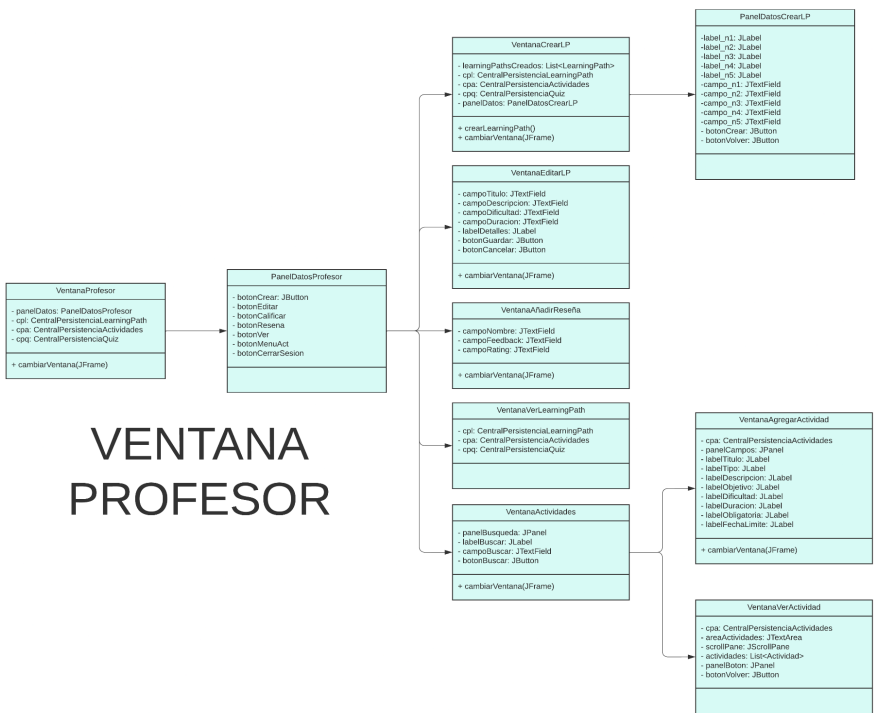 VentanaProfesor
- panelDatos: PanelDatosProfesor
- cpl: CentralPersistenciaLearningPath
- cpa: CentralPersistenciaActividades
- cpq: CentralPersistenciaQuiz
+ cambiarVentana(JFrame)
PanelDatosProfesor
- botonCrear: JButton
- botonEditar
- botonCalificar
- botonResena
- botonVer
- botonMenuAct
- botonCerrarSesion
VentanaCrearLP
- learningPathsCreados: List<LearningPath>
- cpl: CentralPersistenciaLearningPath
- cpa: CentralPersistenciaActividades
- cpq: CentralPersistenciaQuiz
- panelDatos: PanelDatosCrearLP
+ crearLearningPath()
+ cambiarVentana(JFrame)
PanelDatosCrearLP
-label_n1: JLabel
-label_n2: JLabel
-label_n3: JLabel
-label_n4: JLabel
-label_n5: JLabel
-campo_n1: JTextField
-campo_n2: JTextField
-campo_n3: JTextField
-campo_n4: JTextField
-campo_n5: JTextField
- botonCrear: JButton
- botonVolver: JButton
VentanaEditarLP
- campoTitulo: JTextField
- campoDescripcion: JTextField
- campoDificultad: JTextField
- campoDuracion: JTextField
- labelDetalles: JLabel
- botonGuardar: JButton
- botonCancelar: JButton
+ cambiarVentana(JFrame)
VentanaAñadirReseña
- campoNombre: JTextField
- campoFeedback: JTextField
- campoRating: JTextField
+ cambiarVentana(JFrame)
VentanaVerLearningPath
- cpl: CentralPersistenciaLearningPath
- cpa: CentralPersistenciaActividades
- cpq: CentralPersistenciaQuiz
VentanaActividades
- panelBusqueda: JPanel
- labelBuscar: JLabel
- campoBuscar: JTextField
- botonBuscar: JButton
+ cambiarVentana(JFrame)
VentanaAgregarActividad
- cpa: CentralPersistenciaActividades
- panelCampos: JPanel
- labelTitulo: JLabel
- labelTipo: JLabel
- labelDescripcion: JLabel
- labelObjetivo: JLabel
- labelDificultad: JLabel
- labelDuracion: JLabel
- labelObligatoria: JLabel
- labelFechaLimite: JLabel
+ cambiarVentana(JFrame)
VentanaVerActividad
- cpa: CentralPersistenciaActividades
- areaActividades: JTextArea
- scrollPane: JScrollPane
- actividades: List<Actividad>
- panelBoton: JPanel
- botonVolver: JButton
VENTANA
PROFESOR